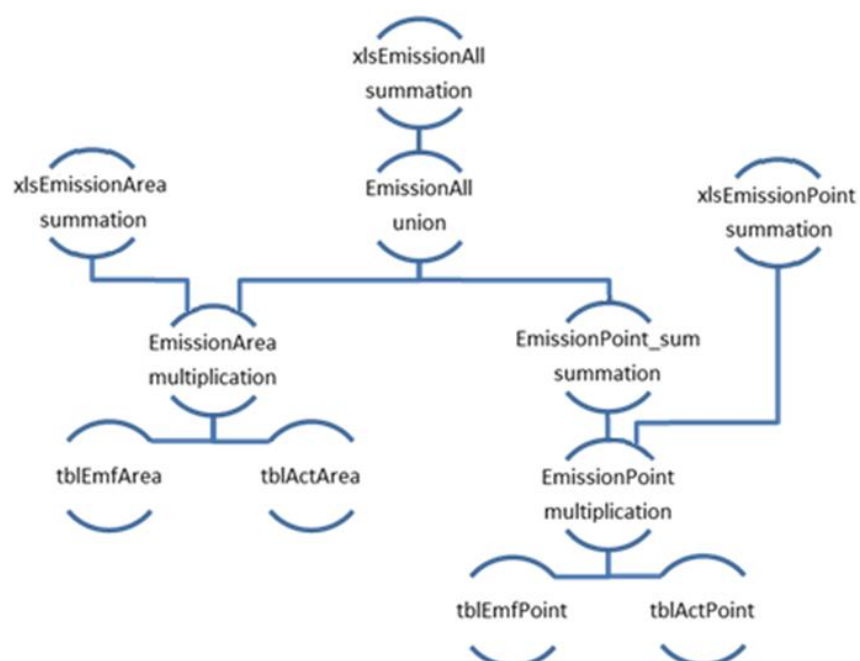 xlsEmissionAll
summation
xlsEmissionArea
summation
EmissionAll
union
xlsEmissionPoint
summation
EmissionArea
multiplication
EmissionPoint_sum
summation
tblEmfArea
tblActArea
EmissionPoint
multiplication
tblEmfPoint
tblActPoint